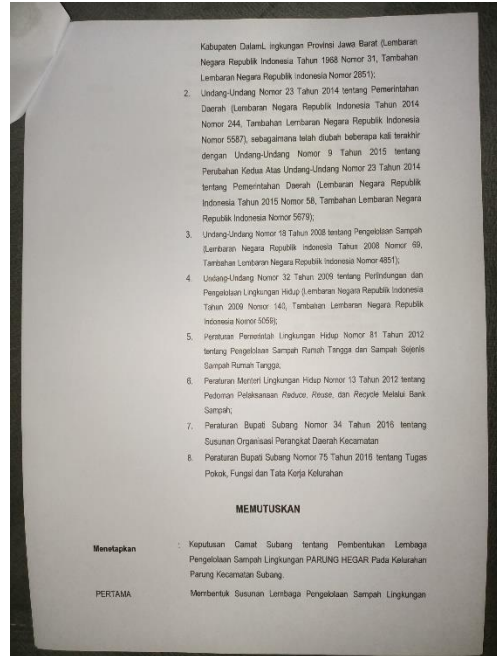 Kabupaten DalamL ingkungan Provinsi Jawa Barat (Lembaran
Negara Republik Indonesia Tahun 1968 Nomor 31, Tambahan
Lembaran Negara Republik Indonesia Nomor 2851);
2. Undang-Undang Nomor 23 Tahun 2014 tentang Pemerintahan
Daerah (Lembaran Negara Republik Indonesia Tahun 2014
Nomor 244, Tambahan Lembaran Negara Republik Indonesia
Nomor 5587), sebagaimana telah diubah beberapa kali terakhir
dengan Undang-Undang Nomor 9 Tahun 2015 tentang
Perubahan Kedua Atas Undang-Undang Nomor 23 Tahun 2014
tentang Pemerintahan Daerah (Lembaran Negara Republik
Indonesia Tahun 2015 Nomor 58, Tambahan Lembaran Negara
Republik Indonesia Nomor 5679);
3. Undang-Undang Nomor 18 Tahun 2008 tentang Pengelolaan Sampah
(Lembaran Negara Republik Indonesia Tahun 2008 Nomor 69,
Tambahan Lembaran Negara Republik Indonesia Nomor 4851);
4. Undang-Undang Nomor 32 Tahun 2009 tentang Perlindungan dan
Pengelolaan Lingkungan Hidup (Lembaran Negara Republik Indonesia
Tahun 2009 Nomor 140, Tambahan Lembaran Negara Republik
Indonesia Nomor 5059);
5. Peraturan Pemerintah Lingkungan Hidup Nomor 81 Tahun 2012
tentang Pengelolaan Sampah Rumah Tangga dan Sampah Sejenis
Sampah Rumah Tangga;
6. Peraturan Menteri Lingkungan Hidup Nomor 13 Tahun 2012 tentang
Pedoman Pelaksanaan Reduce, Reuse, dan Recycle Melalui Bank
Sampah;
7. Peraturan Bupati Subang Nomor 34 Tahun 2016 tentang
Susunan Organisasi Perangkat Daerah Kecamatan
8. Peraturan Bupati Subang Nomor 75 Tahun 2016 tentang Tugas
Pokok, Fungsi dan Tata Kerja Kelurahan
MEMUTUSKAN
Menetapkan : Keputusan Camat Subang tentang Pembentukan Lembaga
Pengelolaan Sampah Lingkungan PARUNG HEGAR Pada Kelurahan
Parung Kecamatan Subang.
PERTAMA Membentuk Susunan Lembaga Pengelolaan Sampah Lingkungan